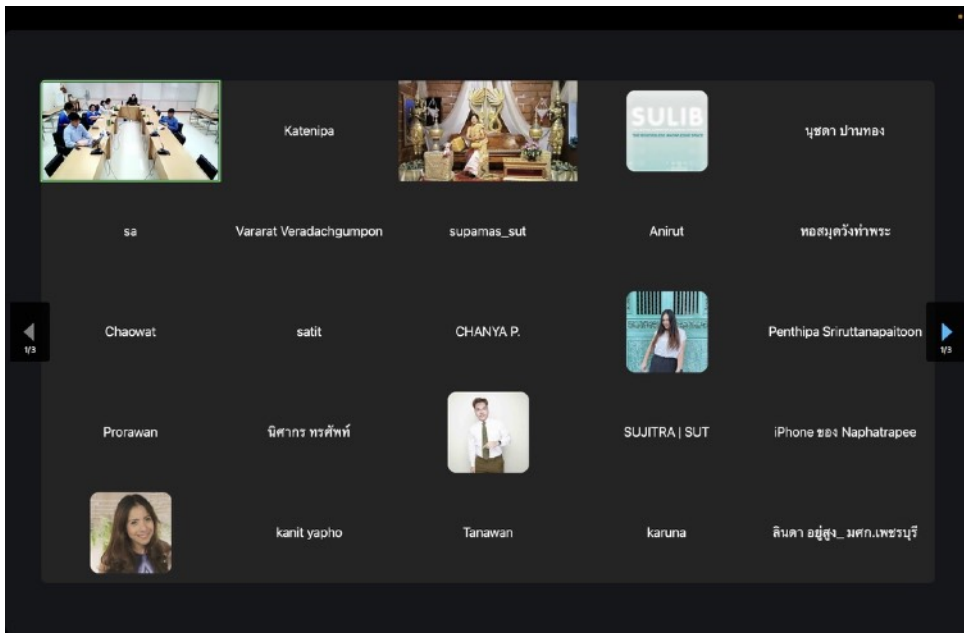 Katenipa
SULIB
นุชดา ปานทอง
sa
Vararat Veradachgumpon
supamas_sut
Anirut
หอสมุดวังท่าพระ
1/3
Chaowat
satit
CHANYA P.
Penthipa Sriruttanapaitoon
1/3
Prorawan
นิศากร ทรศัพท์
SUJITRA | SUT
iPhone ของ Naphatrapee
kanit yapho
Tanawan
karuna
ลินดา อยู่สูง_ มศก.เพชรบุรี